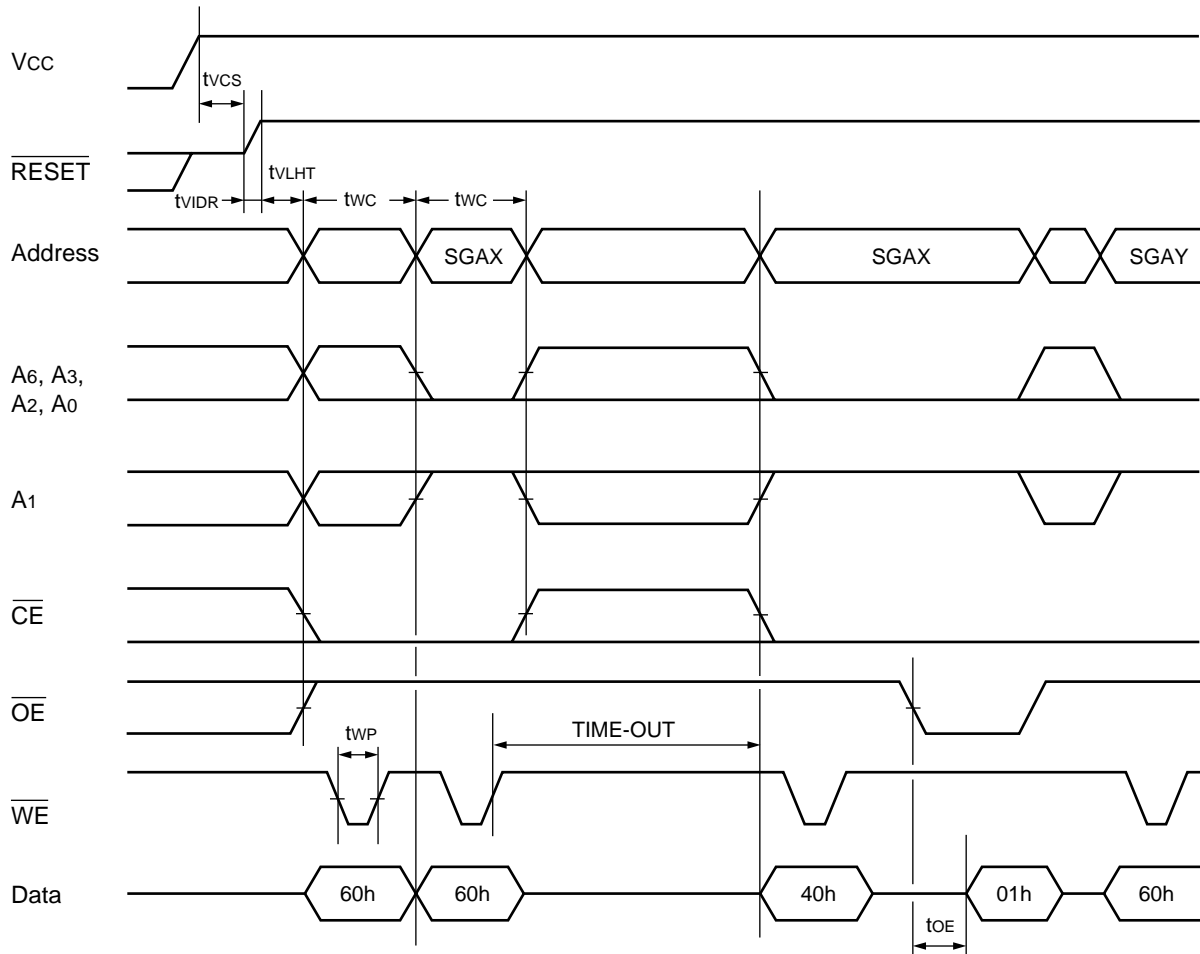 VCC
tVCS
RESET
tVLHT
tVIDR
tWC
tWC
Address
SGAX
SGAX
SGAY
A6, A3,
A2, A0
A1
CE
OE
TIME-OUT
tWP
WE
Data
60h
60h
40h
01h
60h
tOE